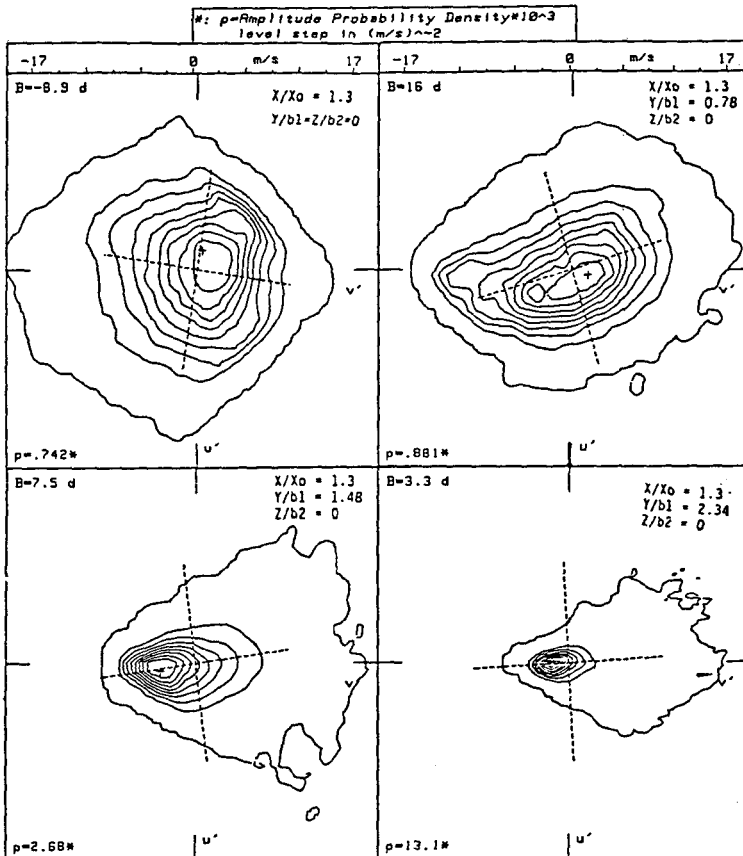 *: p=Amplitude Probability Density*10^3
level step in (m/s)^-2
-17 0 m/s 17
-17 0 m/s 17
B=-8.9 d
X/Xo = 1.3
Y/b1=Z/b2=0
v'
p=.742*
u'
B=16 d
X/Xo = 1.3
Y/b1 = 0.78
Z/b2 = 0
v'
p=.881*
u'
B=7.5 d
X/Xo = 1.3
Y/b1 = 1.48
Z/b2 = 0
v'
p=2.68*
u'
B=3.3 d
X/Xo = 1.3
Y/b1 = 2.34
Z/b2 = 0
v'
p=13.1*
u'